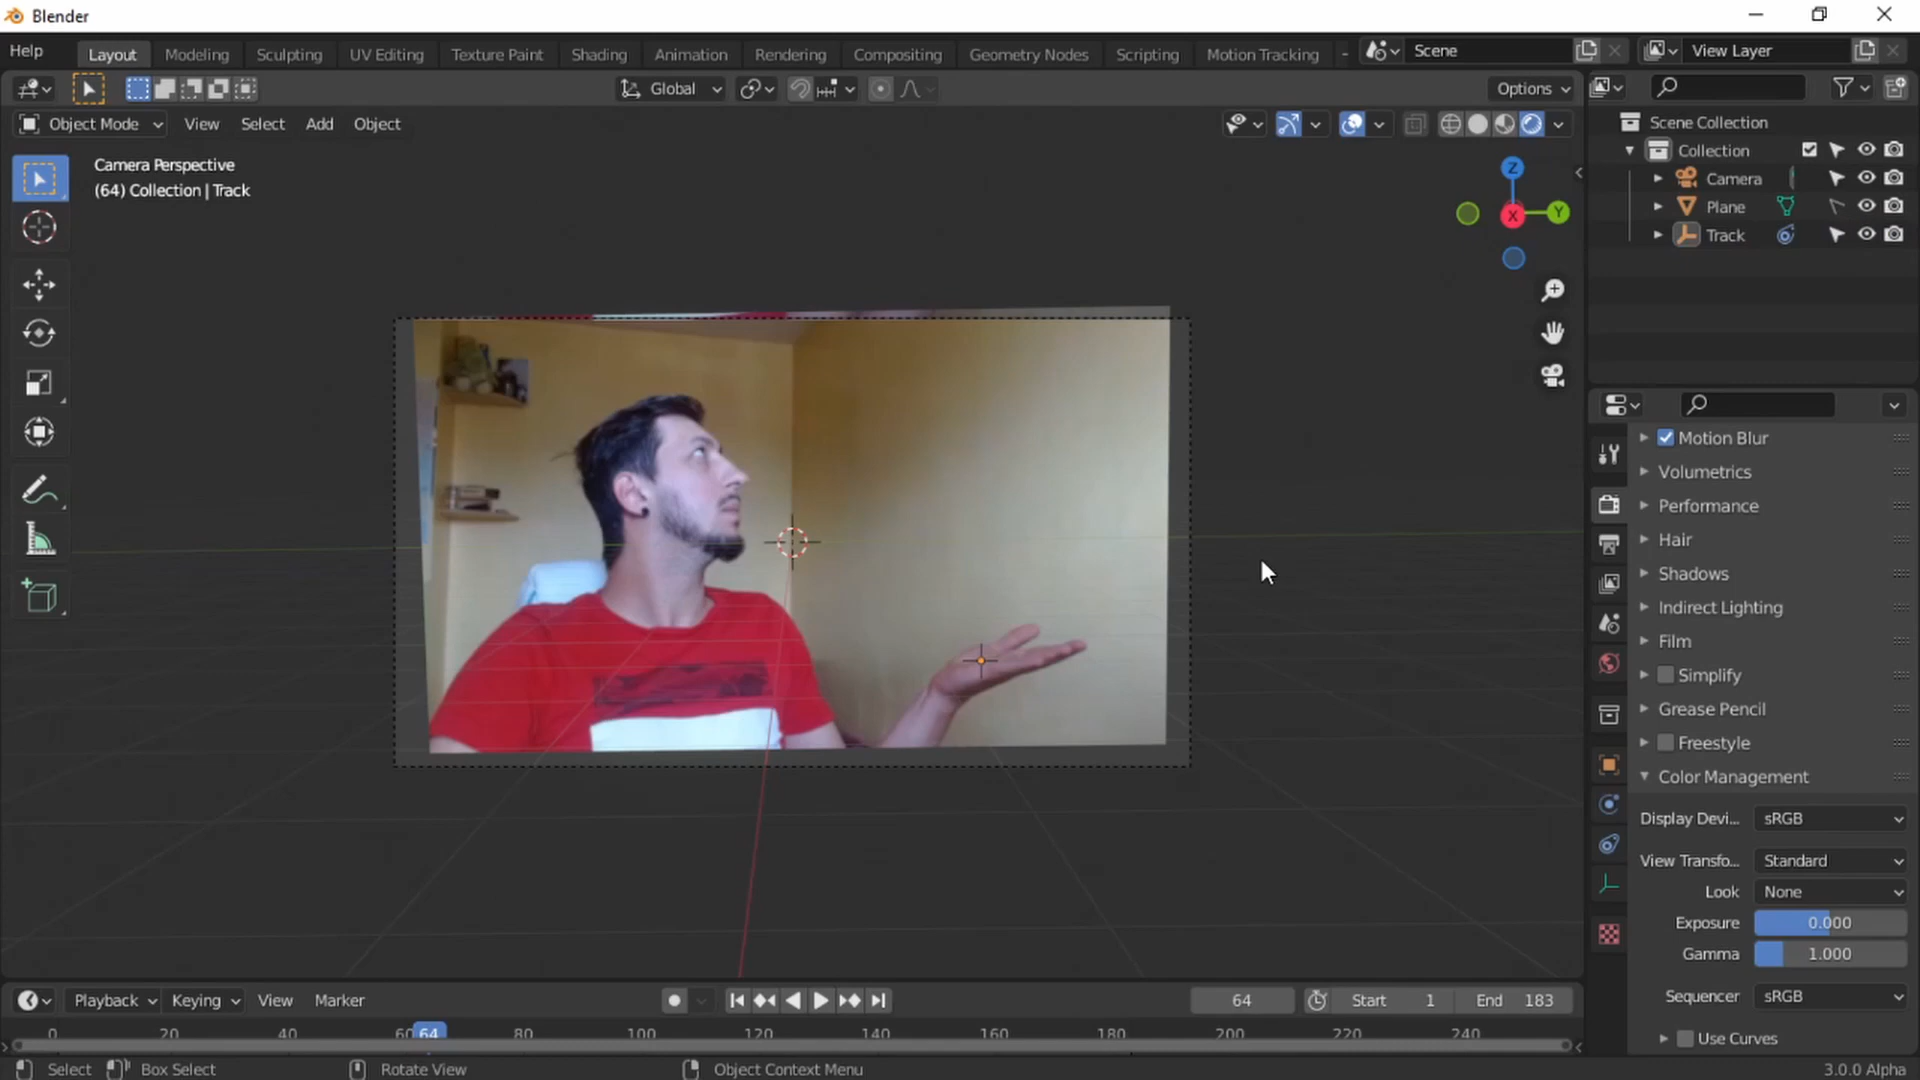 Blender
Help Layout Modeling Sculpting UV Editing Texture Paint Shading Animation Rendering Compositing Geometry Nodes Scripting Motion Tracking Scene View Layer
Global Options
Object Mode View Select Add Object
Camera Perspective
(64) Collection | Track
Z
X
Y
Scene Collection
Collection
Camera
Plane
Track
Motion Blur
Volumetrics
Performance
Hair
Shadows
Indirect Lighting
Film
Simplify
Grease Pencil
Freestyle
Color Management
Display Devi... sRGB
View Transfo... Standard
Look None
Exposure 0.000
Gamma 1.000
Sequencer sRGB
Use Curves
Playback Keying View Marker 64 Start 1 End 183
0 20 40 60 64 80 100 120 140 160 180 200 220 240
Select Box Select Rotate View Object Context Menu 3.0.0 Alpha